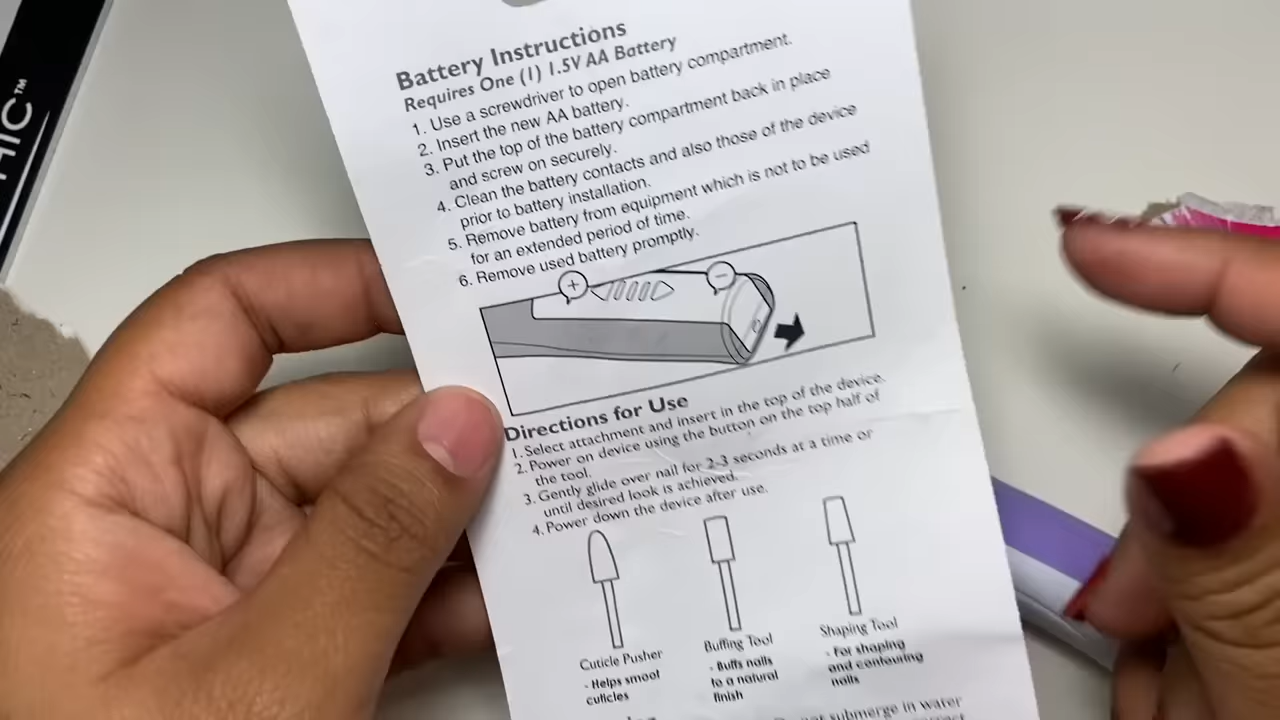 HIC™
Battery Instructions
Requires One (1) 1.5V AA Battery
1. Use a screwdriver to open battery compartment.
2. Insert the new AA battery.
3. Put the top of the battery compartment back in place
and screw on securely.
4. Clean the battery contacts and also those of the device
prior to battery installation.
5. Remove battery from equipment which is not to be used
for an extended period of time.
6. Remove used battery promptly.
+
−
Directions for Use
1. Select attachment and insert in the top of the device.
2. Power on device using the button on the top half of
the tool.
3. Gently glide over nail for 2-3 seconds at a time or
until desired look is achieved.
4. Power down the device after use.
Cuticle Pusher
- Helps smoof
cuficles
Buffing Tool
- Buffs nails
to a natural
finish
Shaping Tool
- For shaping
and contouring
nails
not submerge in water